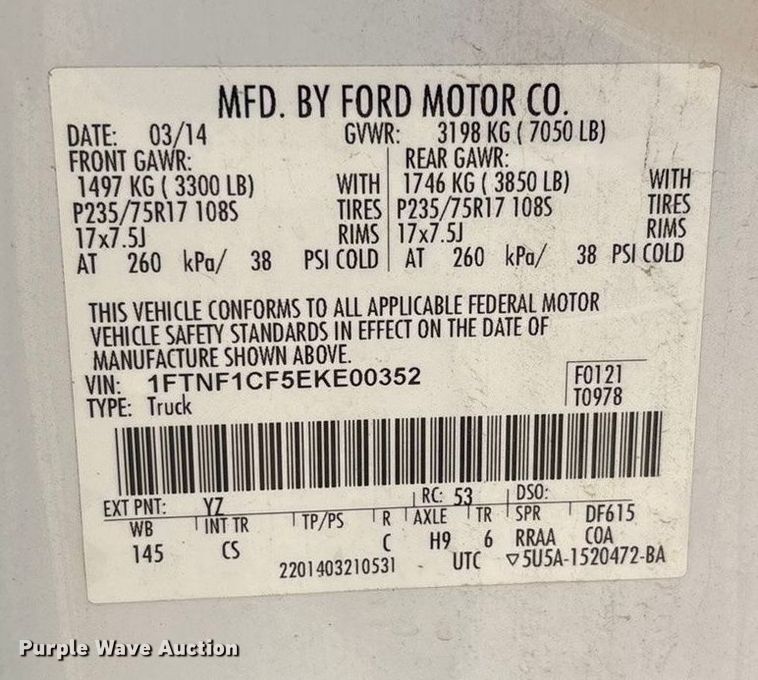 MFD. BY FORD MOTOR CO.
DATE: 03/14 GVWR: 3198 KG ( 7050 LB)
FRONT GAWR: REAR GAWR:
1497 KG ( 3300 LB) WITH 1746 KG ( 3850 LB) WITH
P235/75R17 108S TIRES P235/75R17 108S TIRES
17x7.5J RIMS 17x7.5J RIMS
AT 260 kPa/ 38 PSI COLD AT 260 kPa/ 38 PSI COLD
THIS VEHICLE CONFORMS TO ALL APPLICABLE FEDERAL MOTOR
VEHICLE SAFETY STANDARDS IN EFFECT ON THE DATE OF
MANUFACTURE SHOWN ABOVE.
VIN: 1FTNF1CF5EKE00352 F0121
TYPE: Truck T0978
EXT PNT: YZ RC: 53 DSO:
WB INT TR TP/PS R AXLE TR SPR DF615
145 CS C H9 6 RRAA COA
2201403210531 UTC ▽5U5A-1520472-BA
Purple Wave Auction